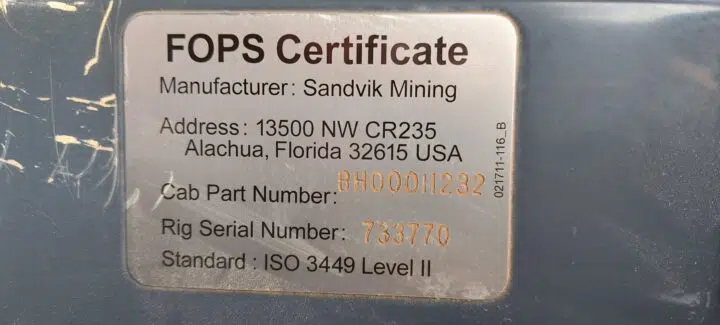 FOPS Certificate
Manufacturer: Sandvik Mining
Address: 13500 NW CR235
Alachua, Florida 32615 USA
Cab Part Number: BH00011232
Rig Serial Number: 733770
Standard : ISO 3449 Level II
021711-116_B